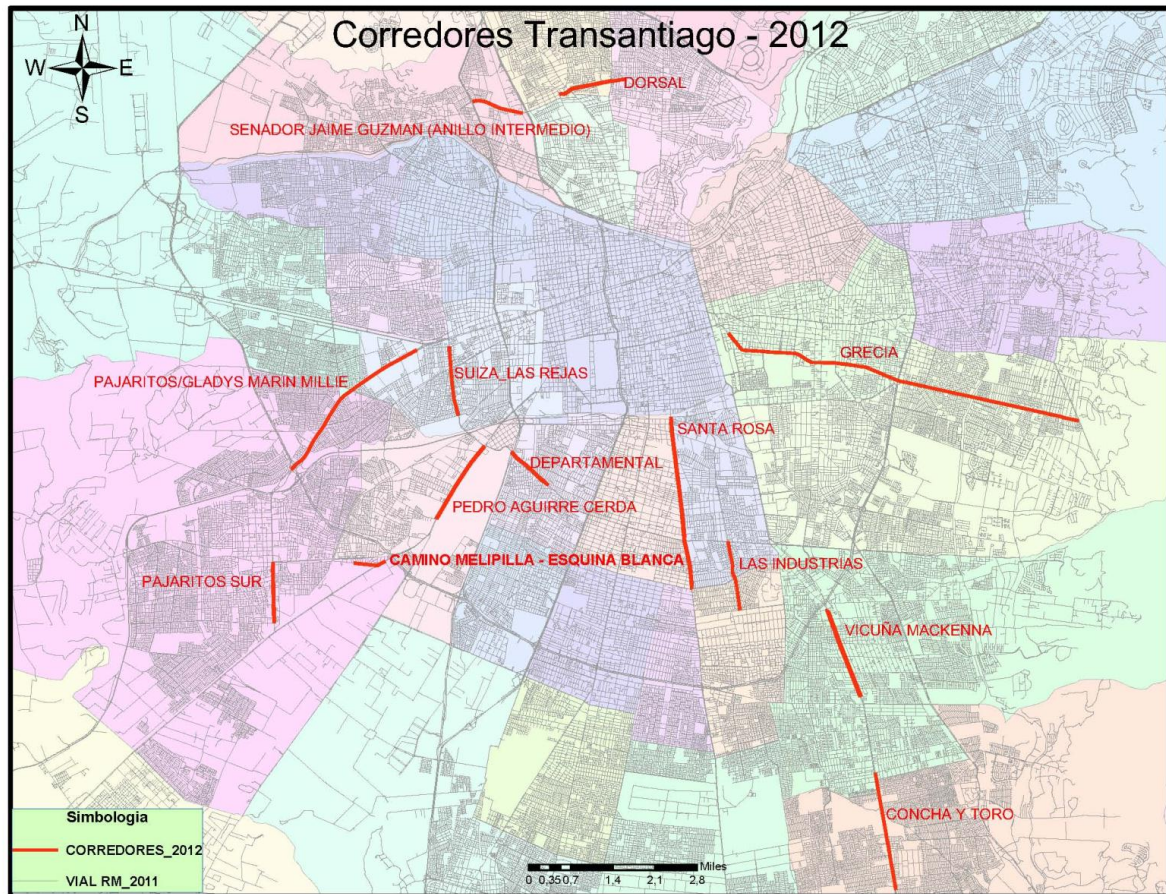 Corredores Transantiago - 2012
N
W E
S
DORSAL
SENADOR JAIME GUZMAN (ANILLO INTERMEDIO)
GRECIA
PAJARITOS/GLADYS MARIN MILLIE
SUIZA_LAS REJAS
SANTA ROSA
DEPARTAMENTAL
PEDRO AGUIRRE CERDA
CAMINO MELIPILLA - ESQUINA BLANCA
LAS INDUSTRIAS
PAJARITOS SUR
VICUÑA MACKENNA
CONCHA Y TORO
Simbologia
CORREDORES_2012
VIAL RM_2011
Miles
0 0,35 0,7 1,4 2,1 2,8